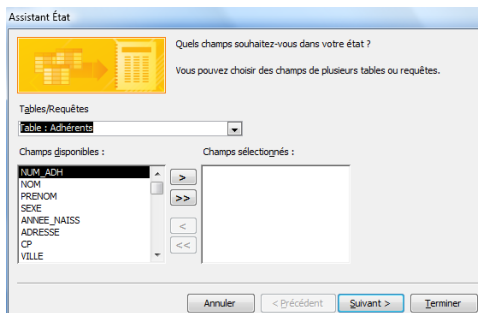 Assistant État
Quels champs souhaitez-vous dans votre état ?
Vous pouvez choisir des champs de plusieurs tables ou requêtes.
Tables/Requêtes
Table : Adhérents
Champs disponibles :
Champs sélectionnés :
NUM_ADH
NOM
PRENOM
SEXE
ANNEE_NAISS
ADRESSE
CP
VILLE
>
>>
<
<<
Annuler
< Précédent
Suivant >
Terminer